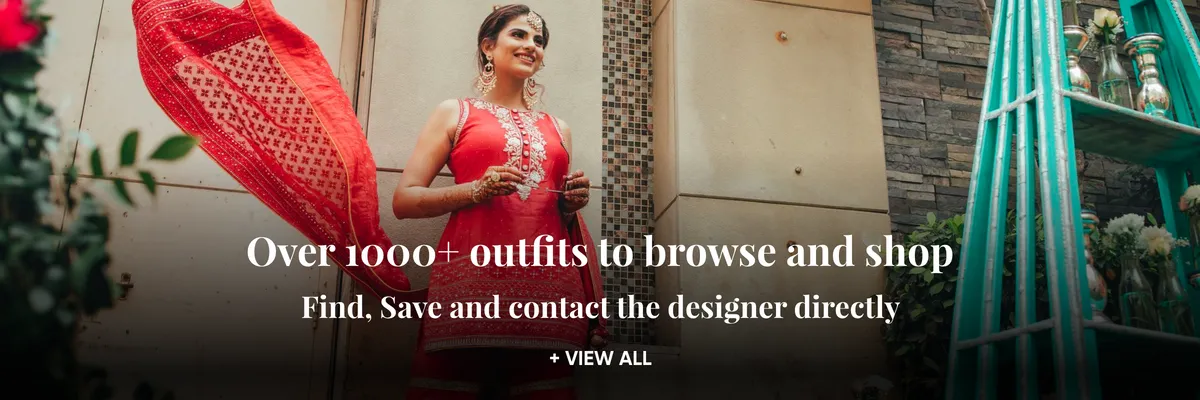 Over 1000+ outfits to browse and shop
Find, Save and contact the designer directly
+ VIEW ALL